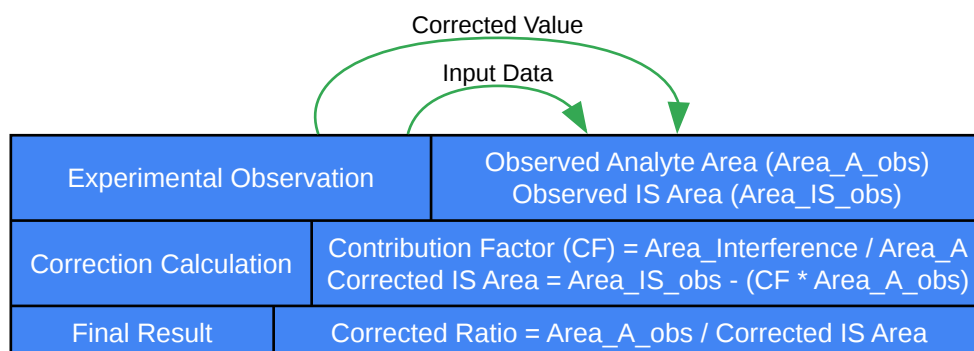 Corrected Value
Input Data
Experimental Observation
Observed Analyte Area (Area_A_obs)
Observed IS Area (Area_IS_obs)
Correction Calculation
Contribution Factor (CF) = Area_Interference / Area_A
Corrected IS Area = Area_IS_obs - (CF * Area_A_obs)
Final Result
Corrected Ratio = Area_A_obs / Corrected IS Area